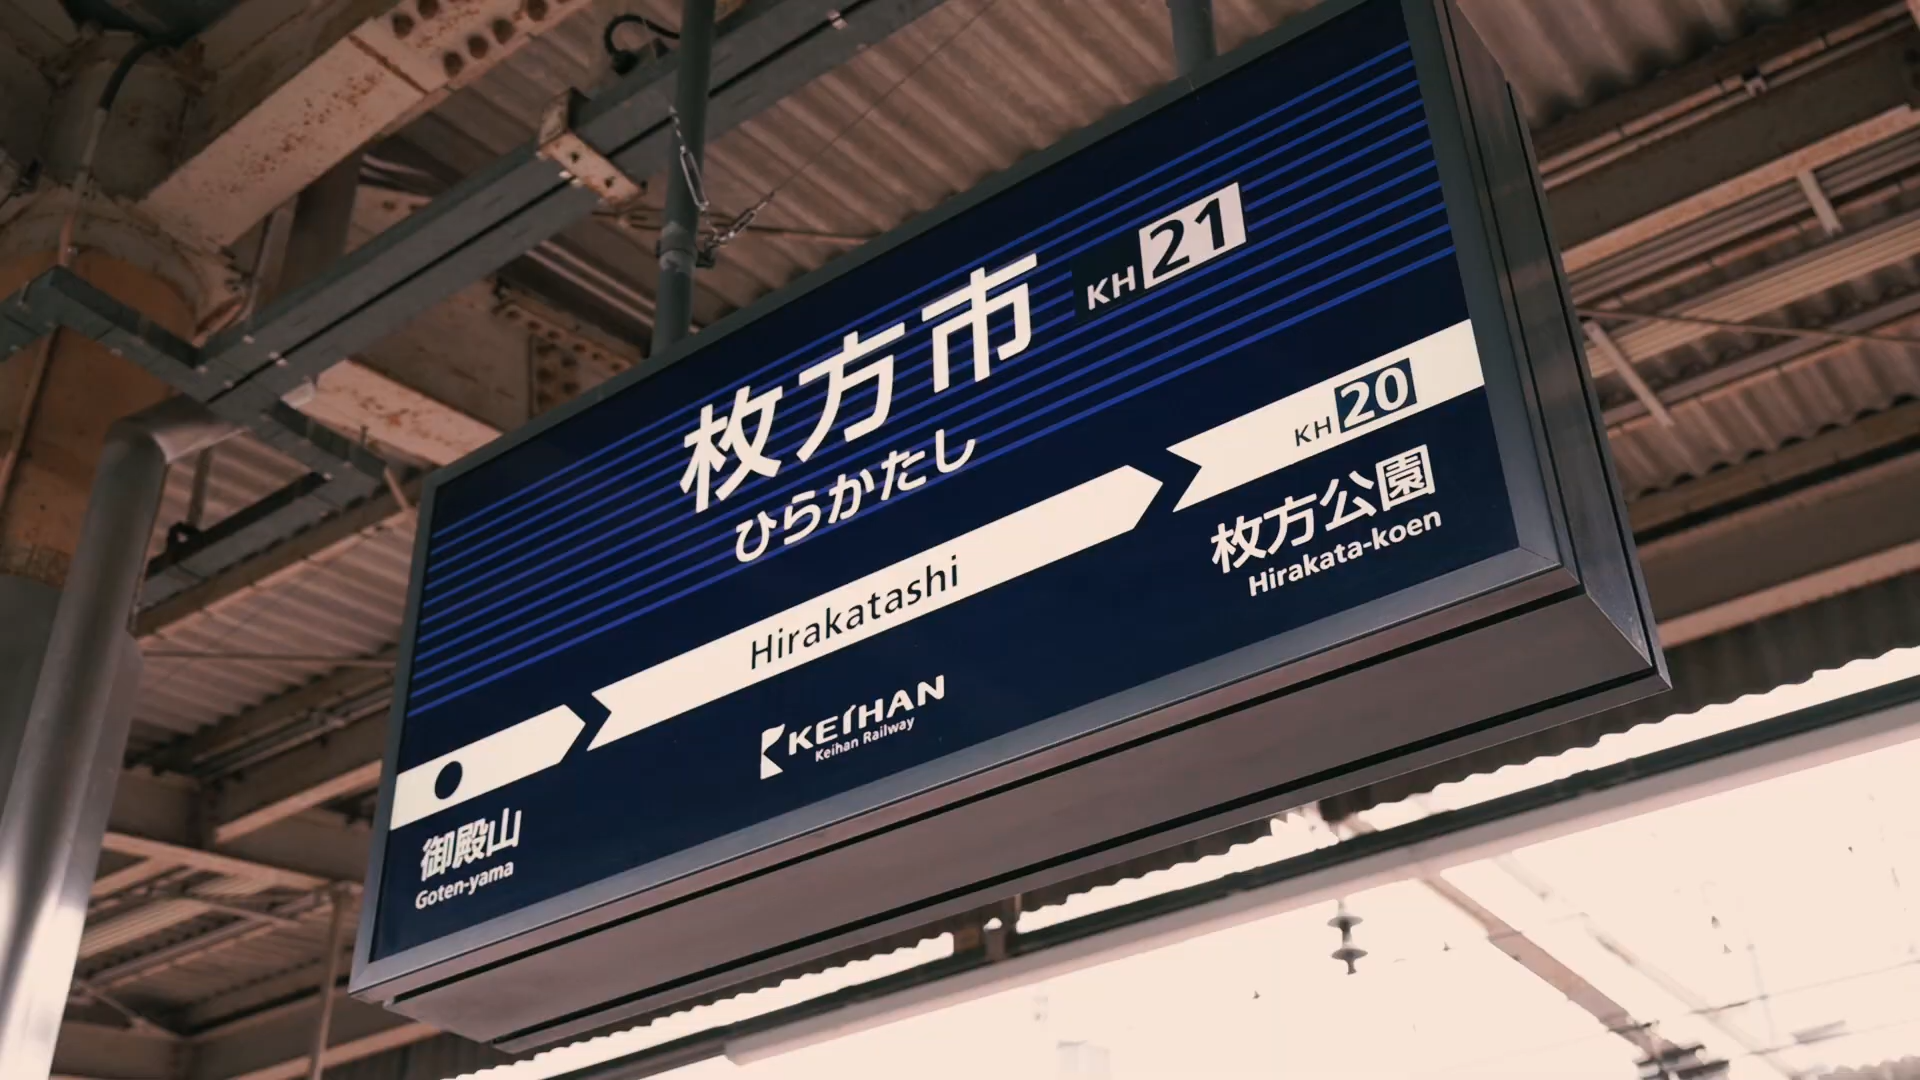 枚方市
KH 21
ひらかたし
Hirakatashi
KH 20
枚方公園
Hirakata-koen
御殿山
Goten-yama
KEIHAN
Keihan Railway